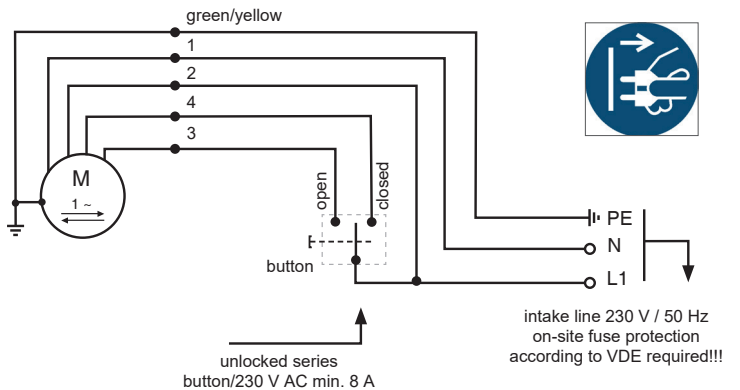 green/yellow
1
2
4
3
M
1 ~
open
closed
button
PE
N
L1
intake line 230 V / 50 Hz
on-site fuse protection
according to VDE required!!!
unlocked series
button/230 V AC min. 8 A